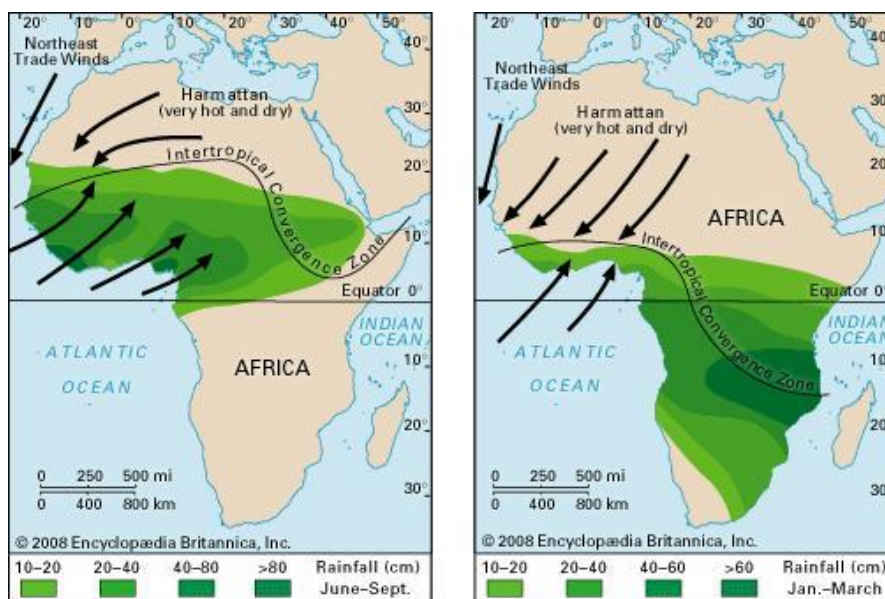 20° 10° 0° 10° 20° 30° 40° 50°
Northeast
Trade Winds
40°
Harmattan
(very hot and dry)
30°
20°
Intertropical Convergence Zone
10°
Equator 0°
INDIAN
OCEAN
ATLANTIC
OCEAN
AFRICA
10°
20°
0 250 500 mi
0 400 800 km
30°
© 2008 Encyclopædia Britannica, Inc.
10–20 20–40 40–80 >80 Rainfall (cm)
June–Sept.
20° 10° 0° 10° 20° 30° 40° 50°
40°
Northeast
Trade Winds
Harmattan
(very hot and dry)
30°
20°
AFRICA
10°
Intertropical Convergence Zone
Equator 0°
INDIAN
OCEAN
ATLANTIC
OCEAN
10°
20°
0 250 500 mi
0 400 800 km
30°
© 2008 Encyclopædia Britannica, Inc.
10–20 20–40 40–60 >60 Rainfall (cm)
Jan.–March